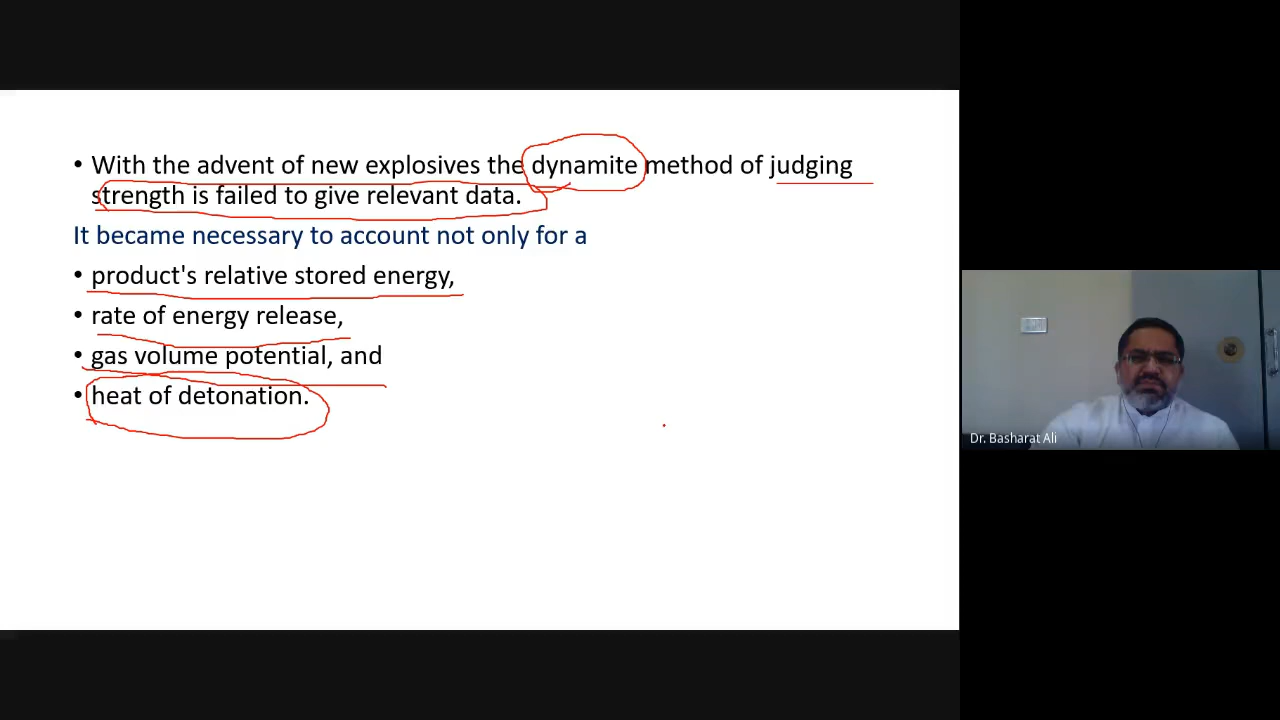 • With the advent of new explosives the dynamite method of judging
strength is failed to give relevant data.
It became necessary to account not only for a
• product's relative stored energy,
• rate of energy release,
• gas volume potential, and
• heat of detonation.
Dr. Basharat Ali